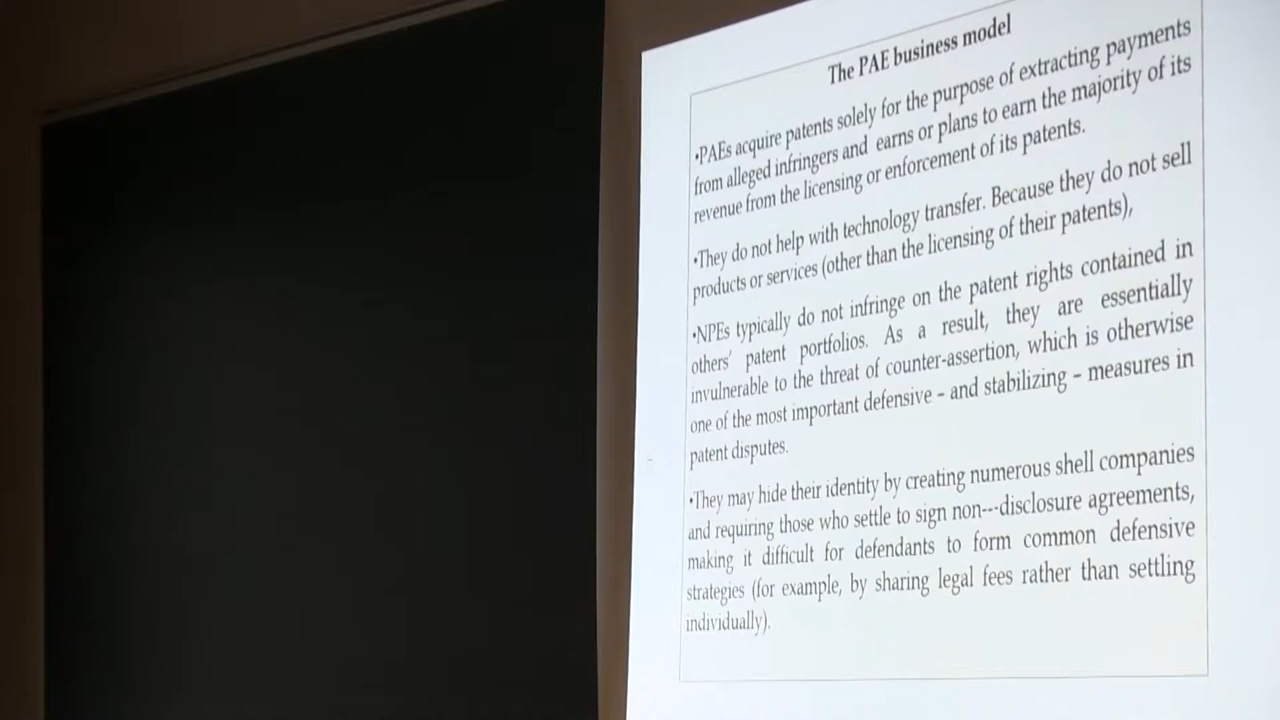 The PAE business model
•PAEs acquire patents solely for the purpose of extracting payments
from alleged infringers and earns or plans to earn the majority of its
revenue from the licensing or enforcement of its patents.
•They do not help with technology transfer. Because they do not sell
products or services (other than the licensing of their patents),
•NPEs typically do not infringe on the patent rights contained in
others' patent portfolios. As a result, they are essentially
invulnerable to the threat of counter-assertion, which is otherwise
one of the most important defensive – and stabilizing – measures in
patent disputes.
•They may hide their identity by creating numerous shell companies
and requiring those who settle to sign non---disclosure agreements,
making it difficult for defendants to form common defensive
strategies (for example, by sharing legal fees rather than settling
individually).